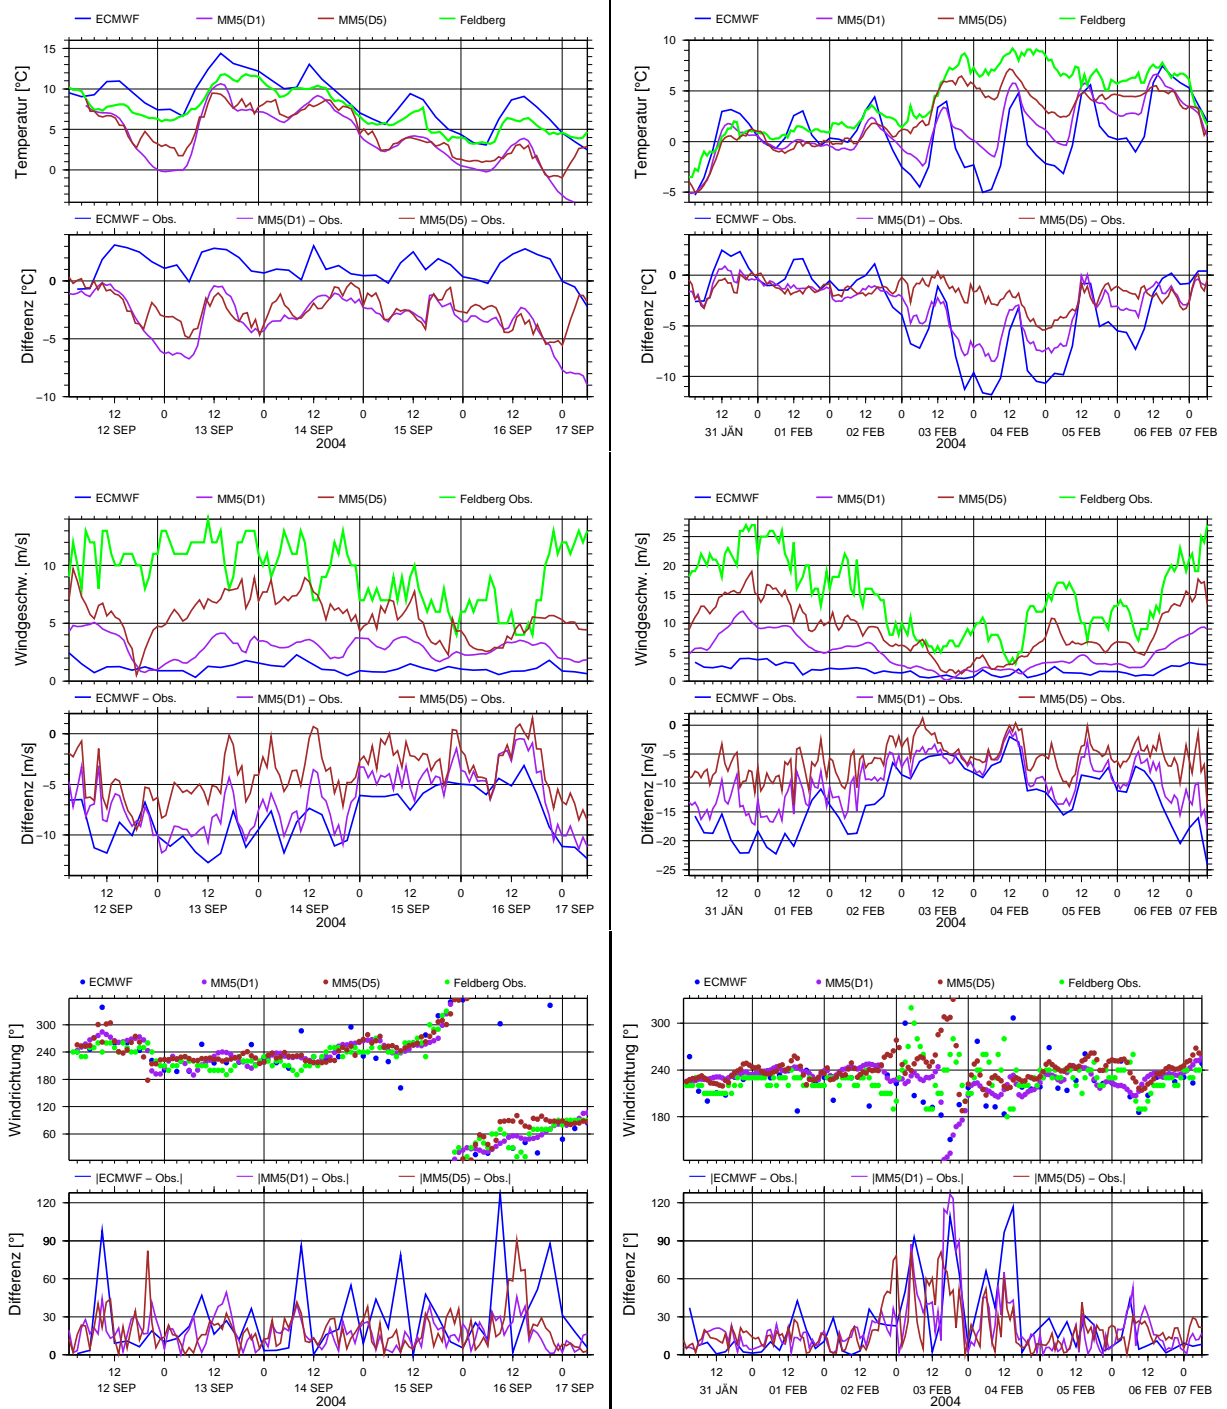 ECMWF MM5(D1) MM5(D5) Feldberg
Temperatur [°C]
15
10
5
0
ECMWF – Obs. MM5(D1) – Obs. MM5(D5) – Obs.
Differenz [°C]
0
−5
−10
12 0 12 0 12 0 12 0 12 0
12 SEP 13 SEP 14 SEP 15 SEP 16 SEP 17 SEP
2004
ECMWF MM5(D1) MM5(D5) Feldberg
Temperatur [°C]
10
5
0
−5
ECMWF – Obs. MM5(D1) – Obs. MM5(D5) – Obs.
Differenz [°C]
0
−5
−10
12 0 12 0 12 0 12 0 12 0 12 0 12 0
31 JÄN 01 FEB 02 FEB 03 FEB 04 FEB 05 FEB 06 FEB 07 FEB
2004
ECMWF MM5(D1) MM5(D5) Feldberg Obs.
Windgeschw. [m/s]
10
5
0
ECMWF – Obs. MM5(D1) – Obs. MM5(D5) – Obs.
Differenz [m/s]
0
−5
−10
12 0 12 0 12 0 12 0 12 0
12 SEP 13 SEP 14 SEP 15 SEP 16 SEP 17 SEP
2004
ECMWF MM5(D1) MM5(D5) Feldberg Obs.
Windgeschw. [m/s]
25
20
15
10
5
0
ECMWF – Obs. MM5(D1) – Obs. MM5(D5) – Obs.
Differenz [m/s]
0
−5
−10
−15
−20
−25
12 0 12 0 12 0 12 0 12 0 12 0 12 0
31 JÄN 01 FEB 02 FEB 03 FEB 04 FEB 05 FEB 06 FEB 07 FEB
2004
ECMWF MM5(D1) MM5(D5) Feldberg Obs.
Windrichtung [°]
300
240
180
120
60
|ECMWF – Obs.| |MM5(D1) – Obs.| |MM5(D5) – Obs.|
Differenz [°]
120
90
60
30
0
12 0 12 0 12 0 12 0 12 0
12 SEP 13 SEP 14 SEP 15 SEP 16 SEP 17 SEP
2004
ECMWF MM5(D1) MM5(D5) Feldberg Obs.
Windrichtung [°]
300
240
180
|ECMWF – Obs.| |MM5(D1) – Obs.| |MM5(D5) – Obs.|
Differenz [°]
120
90
60
30
0
12 0 12 0 12 0 12 0 12 0 12 0 12 0
31 JÄN 01 FEB 02 FEB 03 FEB 04 FEB 05 FEB 06 FEB 07 FEB
2004